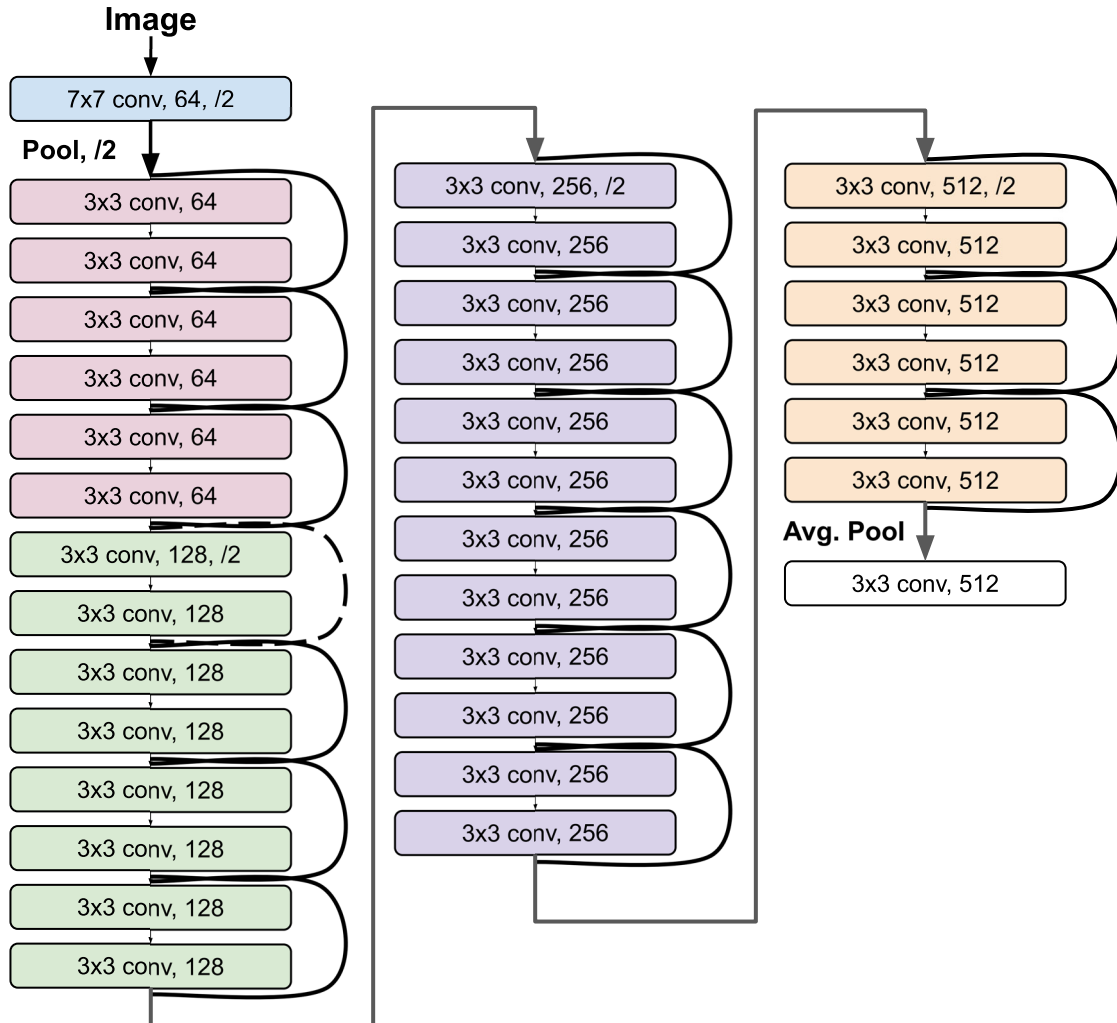 Image
7x7 conv, 64, /2
Pool, /2
3x3 conv, 64
3x3 conv, 64
3x3 conv, 64
3x3 conv, 64
3x3 conv, 64
3x3 conv, 64
3x3 conv, 128, /2
3x3 conv, 128
3x3 conv, 128
3x3 conv, 128
3x3 conv, 128
3x3 conv, 128
3x3 conv, 128
3x3 conv, 128
3x3 conv, 256, /2
3x3 conv, 256
3x3 conv, 256
3x3 conv, 256
3x3 conv, 256
3x3 conv, 256
3x3 conv, 256
3x3 conv, 256
3x3 conv, 256
3x3 conv, 256
3x3 conv, 256
3x3 conv, 256
3x3 conv, 512, /2
3x3 conv, 512
3x3 conv, 512
3x3 conv, 512
3x3 conv, 512
3x3 conv, 512
Avg. Pool
3x3 conv, 512